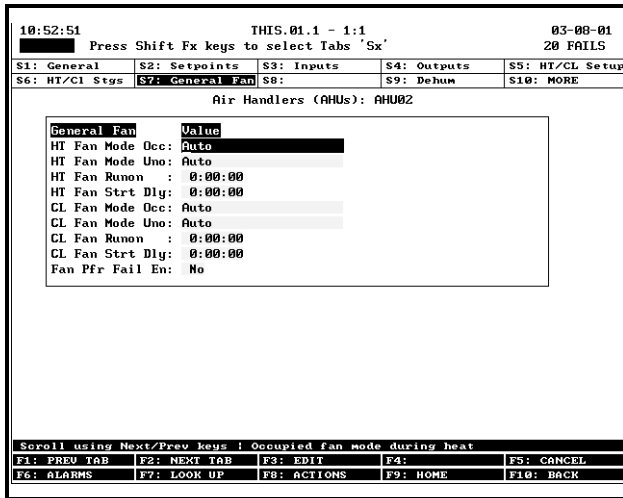 10:52:51 THIS.01.1 - 1:1 03-08-01
Press Shift Fx keys to select Tabs 'Sx' 20 FAILS
S1: General S2: Setpoints S3: Inputs S4: Outputs S5: HT/CL Setup
S6: HT/Cl Stgs S7: General Fan S8: S9: Dehum S10: MORE
Air Handlers (AHUs): AHU02
General Fan Value
HT Fan Mode Occ: Auto
HT Fan Mode Uno: Auto
HT Fan Runon : 0:00:00
HT Fan Strt Dly: 0:00:00
CL Fan Mode Occ: Auto
CL Fan Mode Uno: Auto
CL Fan Runon : 0:00:00
CL Fan Strt Dly: 0:00:00
Fan Pfr Fail En: No
Scroll using Next/Prev keys ¦ Occupied fan mode during heat
F1: PREV TAB F2: NEXT TAB F3: EDIT F4: F5: CANCEL
F6: ALARMS F7: LOOK UP F8: ACTIONS F9: HOME F10: BACK